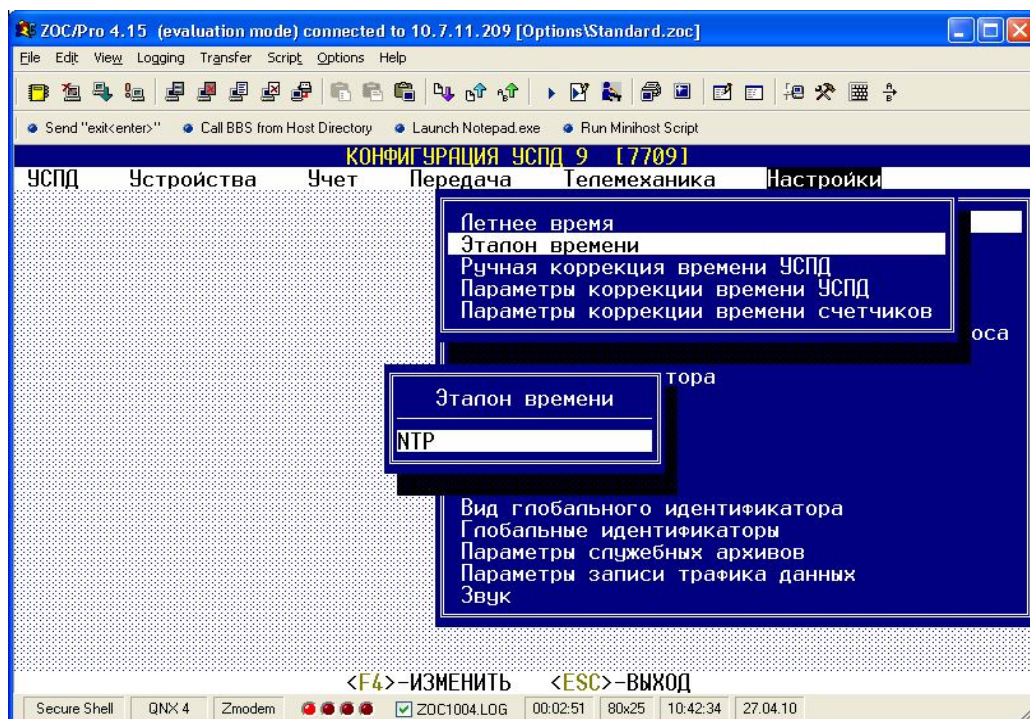 ZOC/Pro 4.15 (evaluation mode) connected to 10.7.11.209 [Options\Standard.zoc]
File Edit View Logging Transfer Script Options Help
Send "exit<enter>" Call BBS from Host Directory Launch Notepad.exe Run Minihost Script
КОНФИГУРАЦИЯ УСПД 9 [7709]
УСПД Устройства Учет Передача Телемеханика Настройки
Летнее время
Эталон времени
Ручная коррекция времени УСПД
Параметры коррекции времени УСПД
Параметры коррекции времени счетчиков
оса
тора
Эталон времени
NTP
Вид глобального идентификатора
Глобальные идентификаторы
Параметры служебных архивов
Параметры записи трафика данных
Звук
<F4>-ИЗМЕНИТЬ <ESC>-ВЫХОД
Secure Shell QNX 4 Zmodem ZOC1004.LOG 00:02:51 80x25 10:42:34 27.04.10